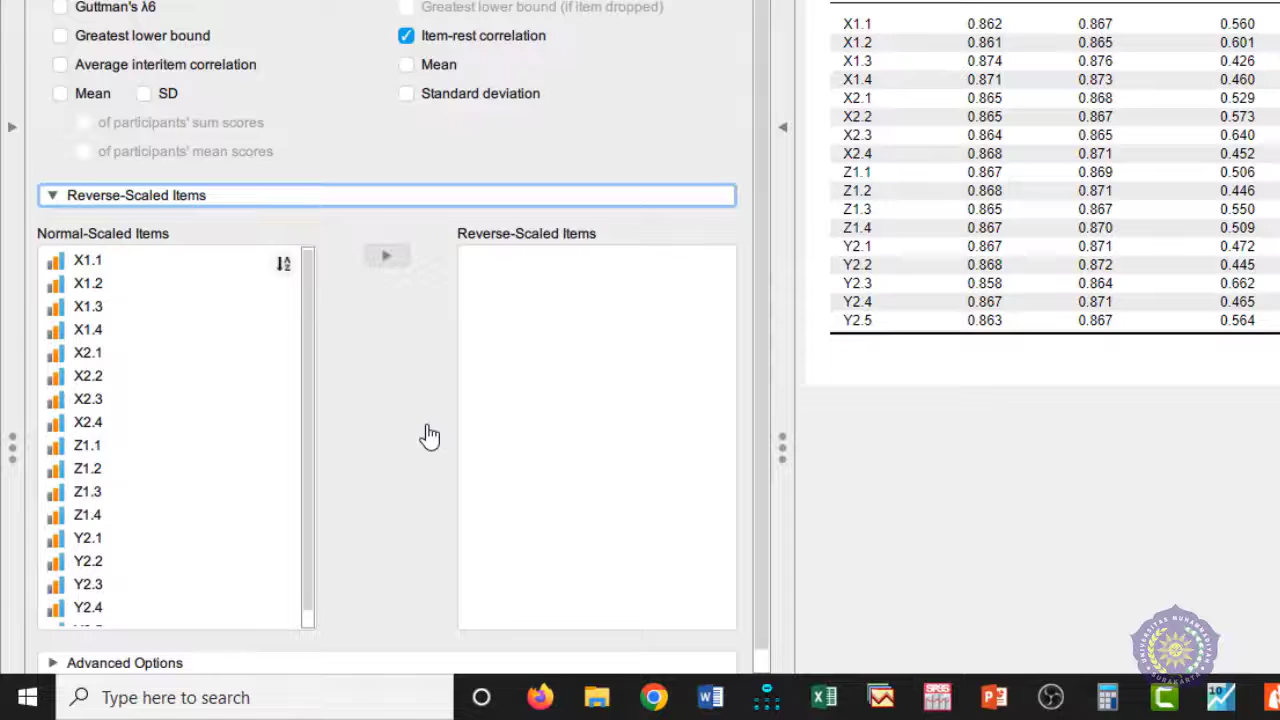 Guttman's λ6
Greatest lower bound (if item dropped)
Greatest lower bound
Item-rest correlation
Average interitem correlation
Mean
Mean
SD
Standard deviation
of participants' sum scores
of participants' mean scores
Reverse-Scaled Items
Normal-Scaled Items
Reverse-Scaled Items
X1.1
X1.2
X1.3
X1.4
X2.1
X2.2
X2.3
X2.4
Z1.1
Z1.2
Z1.3
Z1.4
Y2.1
Y2.2
Y2.3
Y2.4
Advanced Options
X1.1 0.862 0.867 0.560
X1.2 0.861 0.865 0.601
X1.3 0.874 0.876 0.426
X1.4 0.871 0.873 0.460
X2.1 0.865 0.868 0.529
X2.2 0.865 0.867 0.573
X2.3 0.864 0.865 0.640
X2.4 0.868 0.871 0.452
Z1.1 0.867 0.869 0.506
Z1.2 0.868 0.871 0.446
Z1.3 0.865 0.867 0.550
Z1.4 0.867 0.870 0.509
Y2.1 0.867 0.871 0.472
Y2.2 0.868 0.872 0.445
Y2.3 0.858 0.864 0.662
Y2.4 0.867 0.871 0.465
Y2.5 0.863 0.867 0.564
UNIVERSITAS MUHAMMADIYAH
SURAKARTA
Type here to search
10